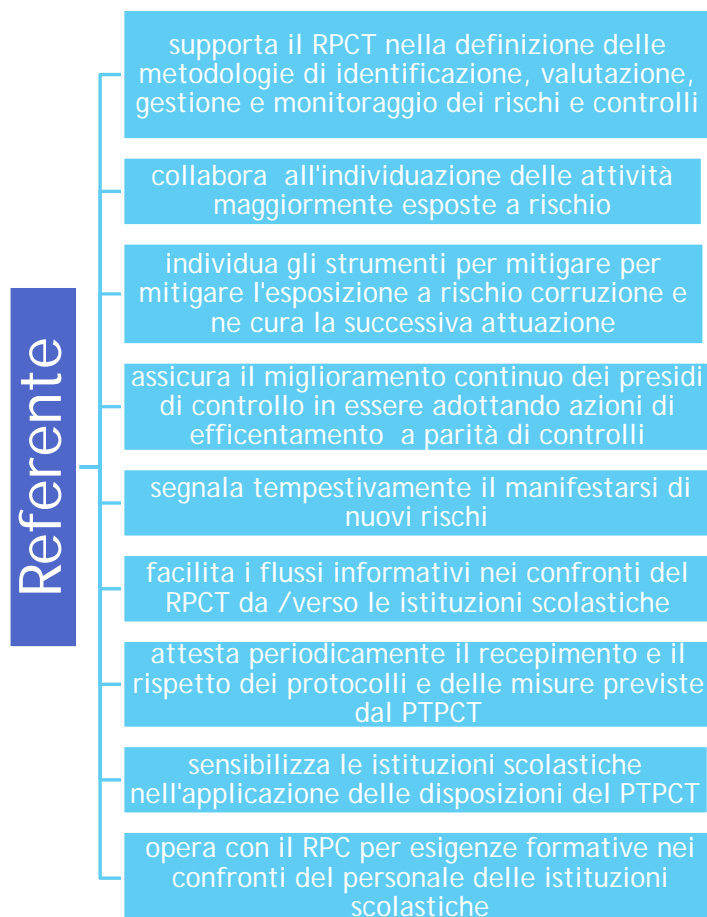 Referente
supporta il RPCT nella definizione delle
metodologie di identificazione, valutazione,
gestione e monitoraggio dei rischi e controlli
collabora all'individuazione delle attività
maggiormente esposte a rischio
individua gli strumenti per mitigare per
mitigare l'esposizione a rischio corruzione e
ne cura la successiva attuazione
assicura il miglioramento continuo dei presidi
di controllo in essere adottando azioni di
efficentamento a parità di controlli
segnala tempestivamente il manifestarsi di
nuovi rischi
facilita i flussi informativi nei confronti del
RPCT da /verso le istituzioni scolastiche
attesta periodicamente il recepimento e il
rispetto dei protocolli e delle misure previste
dal PTPCT
sensibilizza le istituzioni scolastiche
nell'applicazione delle disposizioni del PTPCT
opera con il RPC per esigenze formative nei
confronti del personale delle istituzioni
scolastiche